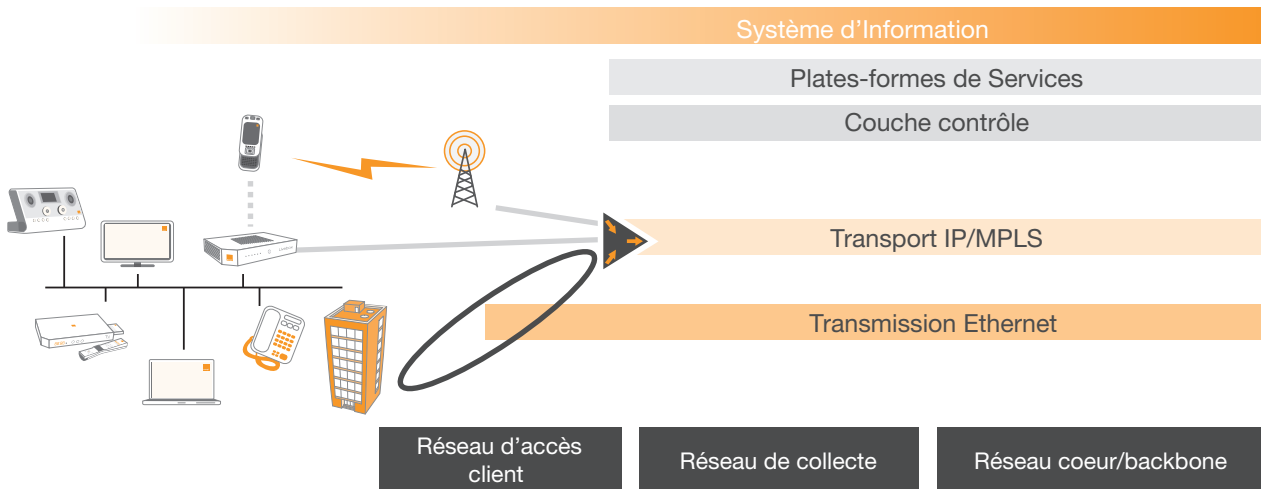 Système d'Information
Plates-formes de Services
Couche contrôle
Transport IP/MPLS
Transmission Ethernet
Réseau d'accès
client
Réseau de collecte
Réseau coeur/backbone